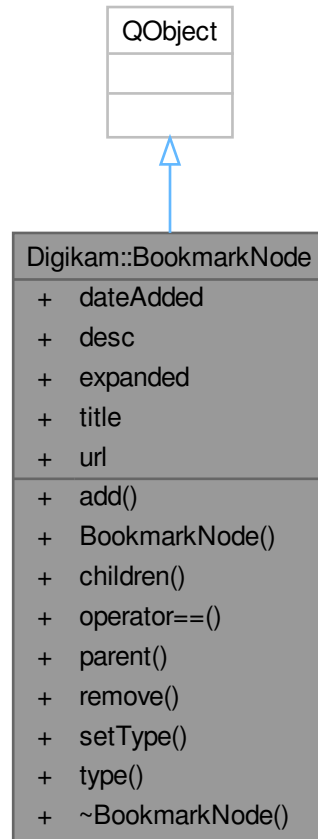 QObject
Digikam::BookmarkNode
+ dateAdded
+ desc
+ expanded
+ title
+ url
+ add()
+ BookmarkNode()
+ children()
+ operator==()
+ parent()
+ remove()
+ setType()
+ type()
+ ~BookmarkNode()